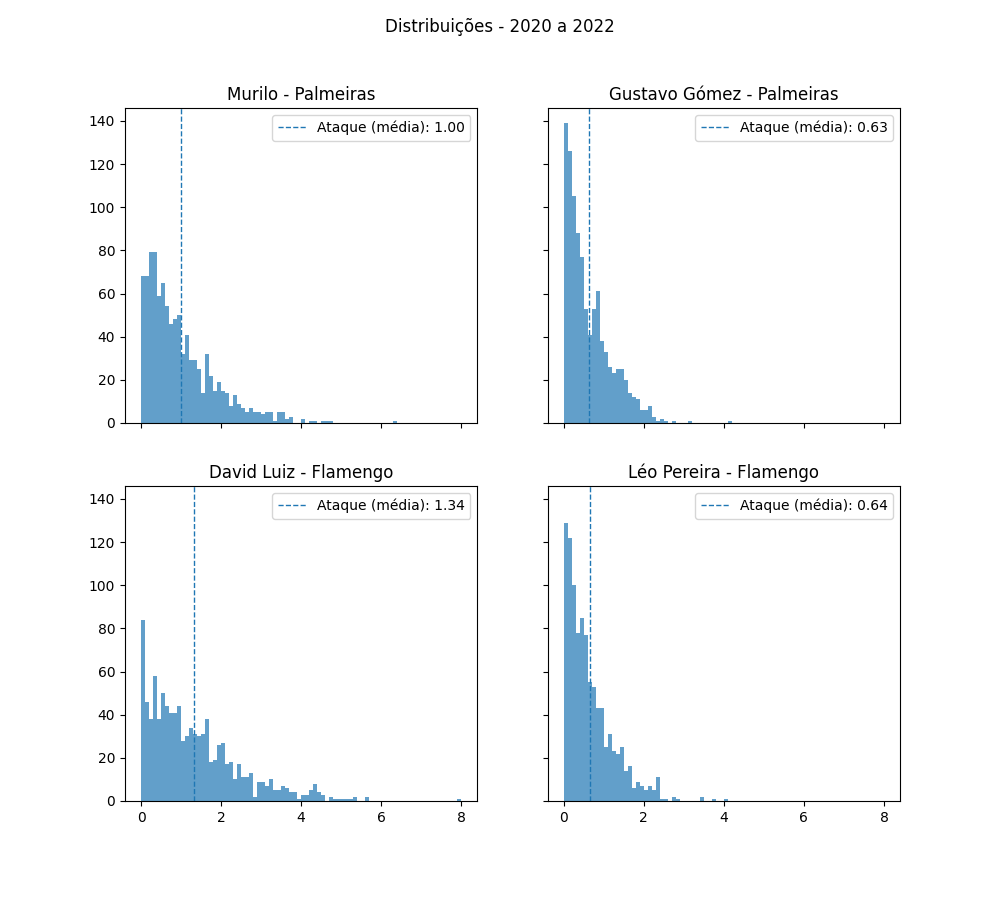 Distribuições - 2020 a 2022
Murilo - Palmeiras
Ataque (média): 1.00
140
120
100
80
60
40
20
0
Gustavo Gómez - Palmeiras
Ataque (média): 0.63
David Luiz - Flamengo
Ataque (média): 1.34
140
120
100
80
60
40
20
0
0 2 4 6 8
Léo Pereira - Flamengo
Ataque (média): 0.64
0 2 4 6 8